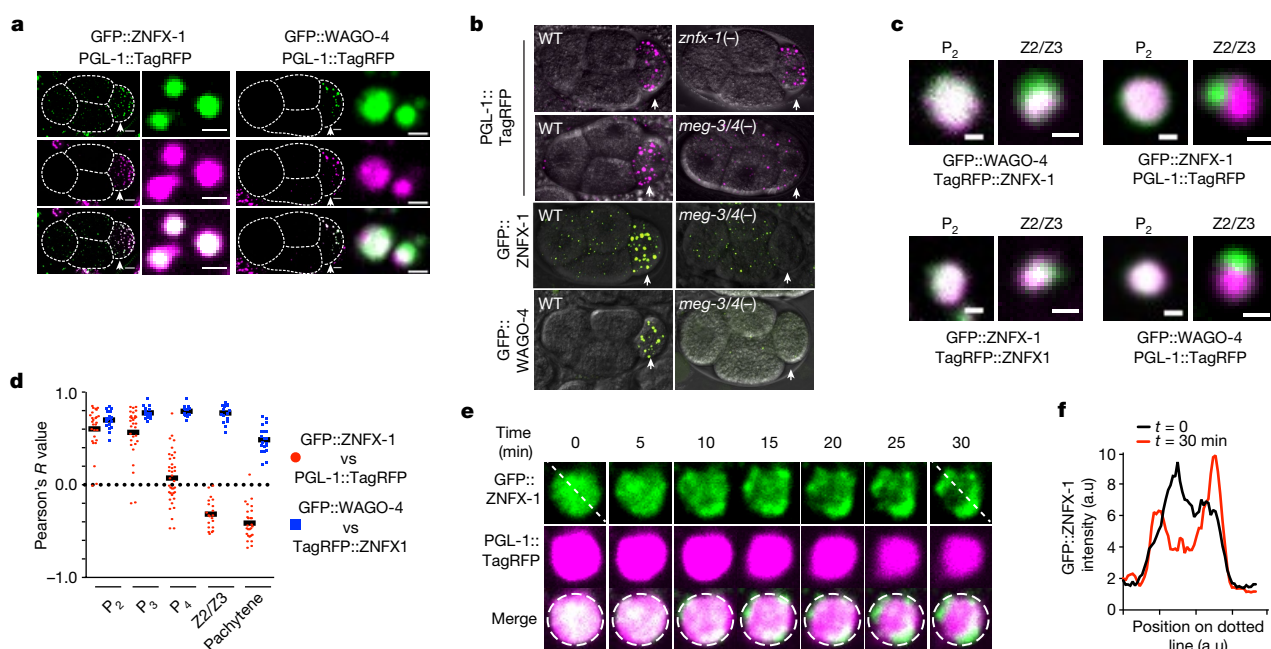 a
GFP::ZNFX-1
PGL-1::TagRFP
GFP::WAGO-4
PGL-1::TagRFP
b
PGL-1::
TagRFP
WT
znfx-1(–)
WT
meg-3/4(–)
GFP::
ZNFX-1
WT
meg-3/4(–)
GFP::
WAGO-4
WT
meg-3/4(–)
c
P2
Z2/Z3
GFP::WAGO-4
TagRFP::ZNFX-1
P2
Z2/Z3
GFP::ZNFX-1
PGL-1::TagRFP
P2
Z2/Z3
GFP::ZNFX-1
TagRFP::ZNFX1
P2
Z2/Z3
GFP::WAGO-4
PGL-1::TagRFP
d
Pearson's R value
1.0
0.0
–1.0
P2
P3
P4
Z2/Z3
Pachytene
GFP::ZNFX-1
vs
PGL-1::TagRFP
GFP::WAGO-4
vs
TagRFP::ZNFX1
e
Time
(min)
0
5
10
15
20
25
30
GFP::
ZNFX-1
PGL-1::
TagRFP
Merge
f
t = 0
t = 30 min
GFP::ZNFX-1
intensity (a.u)
10
8
6
4
2
0
Position on dotted
line (a.u)